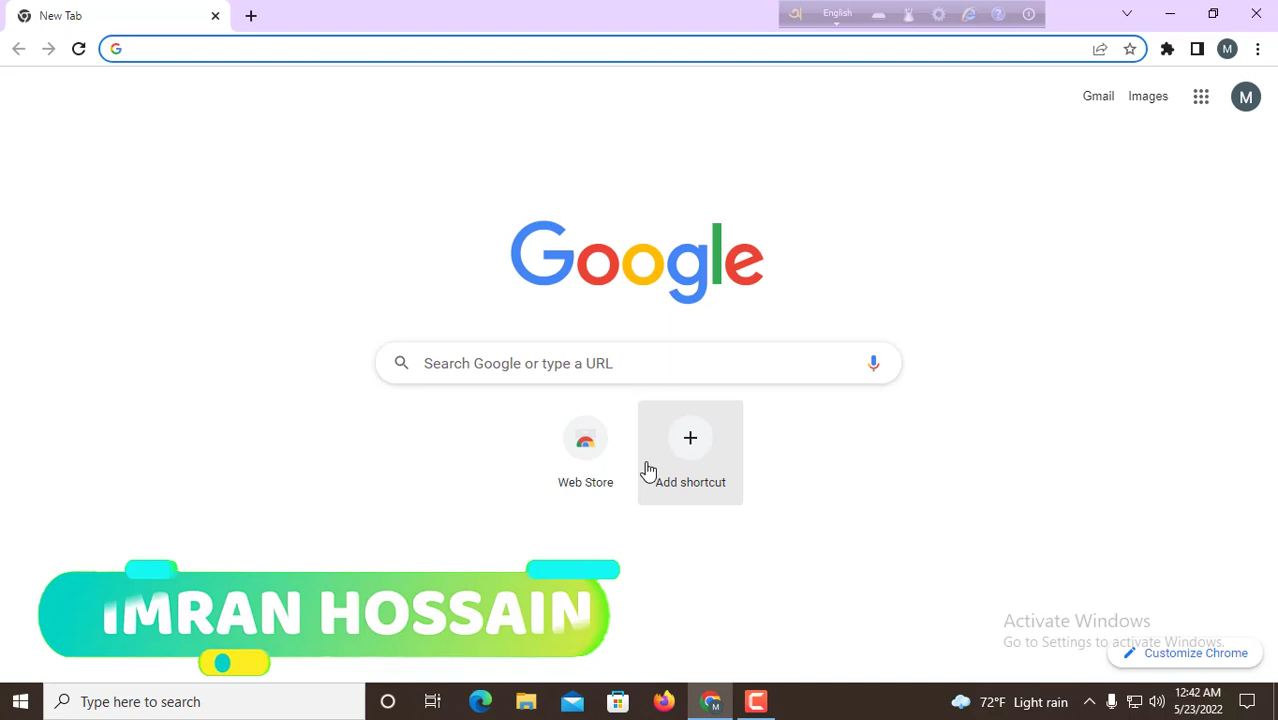 New Tab
English
M
Gmail
Images
M
Google
Search Google or type a URL
Web Store
Add shortcut
IMRAN HOSSAIN
Activate Windows
Go to Settings to activate Windows.
Customize Chrome
Type here to search
M
72°F Light rain
12:42 AM
5/23/2022